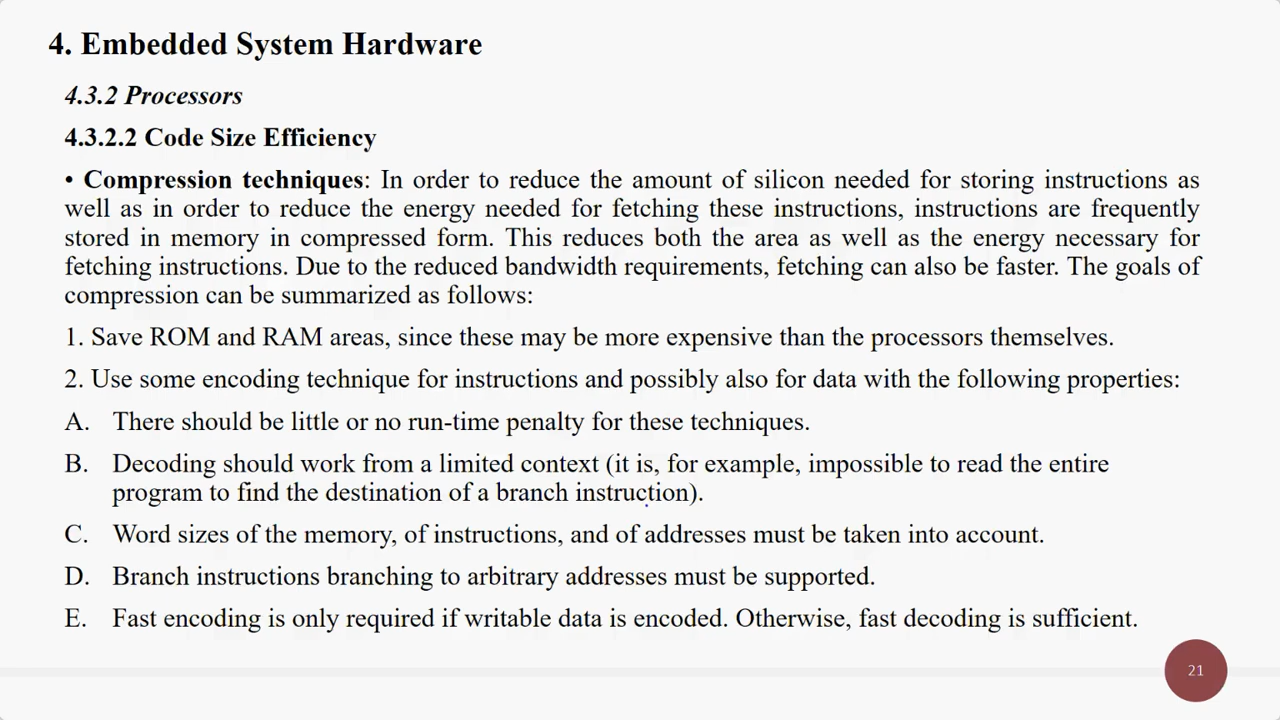 4. Embedded System Hardware
4.3.2 Processors
4.3.2.2 Code Size Efficiency
• Compression techniques: In order to reduce the amount of silicon needed for storing instructions as
well as in order to reduce the energy needed for fetching these instructions, instructions are frequently
stored in memory in compressed form. This reduces both the area as well as the energy necessary for
fetching instructions. Due to the reduced bandwidth requirements, fetching can also be faster. The goals of
compression can be summarized as follows:
1. Save ROM and RAM areas, since these may be more expensive than the processors themselves.
2. Use some encoding technique for instructions and possibly also for data with the following properties:
A. There should be little or no run-time penalty for these techniques.
B. Decoding should work from a limited context (it is, for example, impossible to read the entire
program to find the destination of a branch instruction).
C. Word sizes of the memory, of instructions, and of addresses must be taken into account.
D. Branch instructions branching to arbitrary addresses must be supported.
E. Fast encoding is only required if writable data is encoded. Otherwise, fast decoding is sufficient.
21